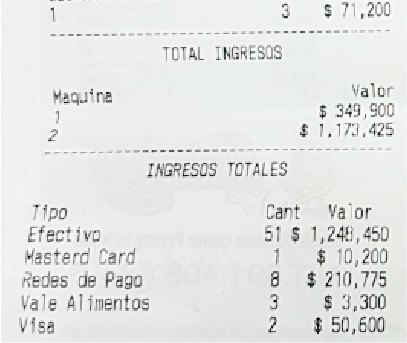 1 3 $ 71,200
TOTAL INGRESOS
Maquina Valor
1 $ 349,900
2 $ 1,173,425
INGRESOS TOTALES
Tipo Cant Valor
Efectivo 51 $ 1,248,450
Masterd Card 1 $ 10,200
Redes de Pago 8 $ 210,775
Vale Alimentos 3 $ 3,300
Visa 2 $ 50,600